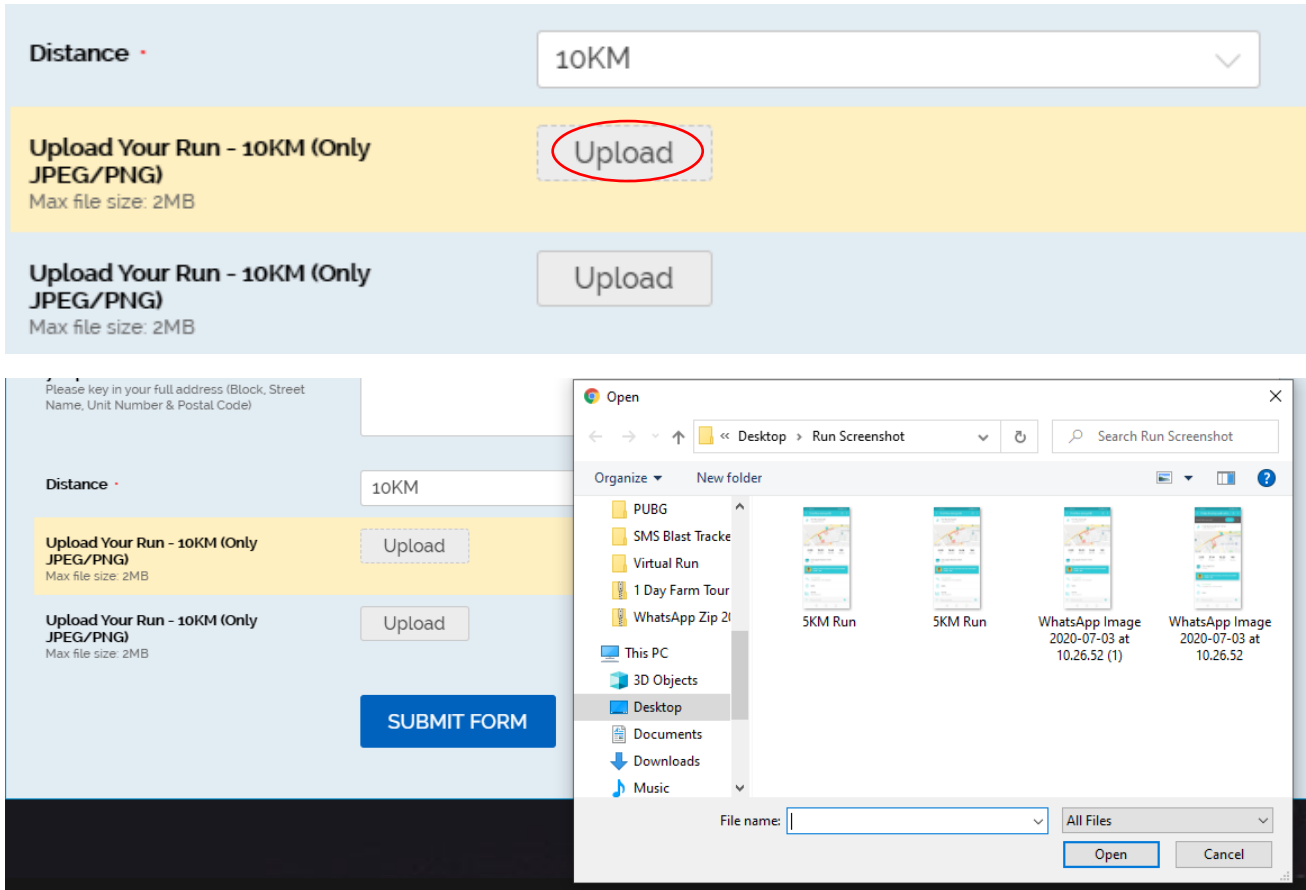 Distance *
10KM
Upload Your Run - 10KM (Only
JPEG/PNG)
Max file size: 2MB
Upload
Upload Your Run - 10KM (Only
JPEG/PNG)
Max file size: 2MB
Upload
Please key in your full address (Block, Street
Name, Unit Number & Postal Code)
Distance *
10KM
Upload Your Run - 10KM (Only
JPEG/PNG)
Max file size: 2MB
Upload
Upload Your Run - 10KM (Only
JPEG/PNG)
Max file size: 2MB
Upload
SUBMIT FORM
Open
« Desktop › Run Screenshot
Search Run Screenshot
Organize
New folder
PUBG
SMS Blast Tracke
Virtual Run
1 Day Farm Tour
WhatsApp Zip 20
This PC
3D Objects
Desktop
Documents
Downloads
Music
5KM Run
5KM Run
WhatsApp Image
2020-07-03 at
10.26.52 (1)
WhatsApp Image
2020-07-03 at
10.26.52
File name:
All Files
Open
Cancel